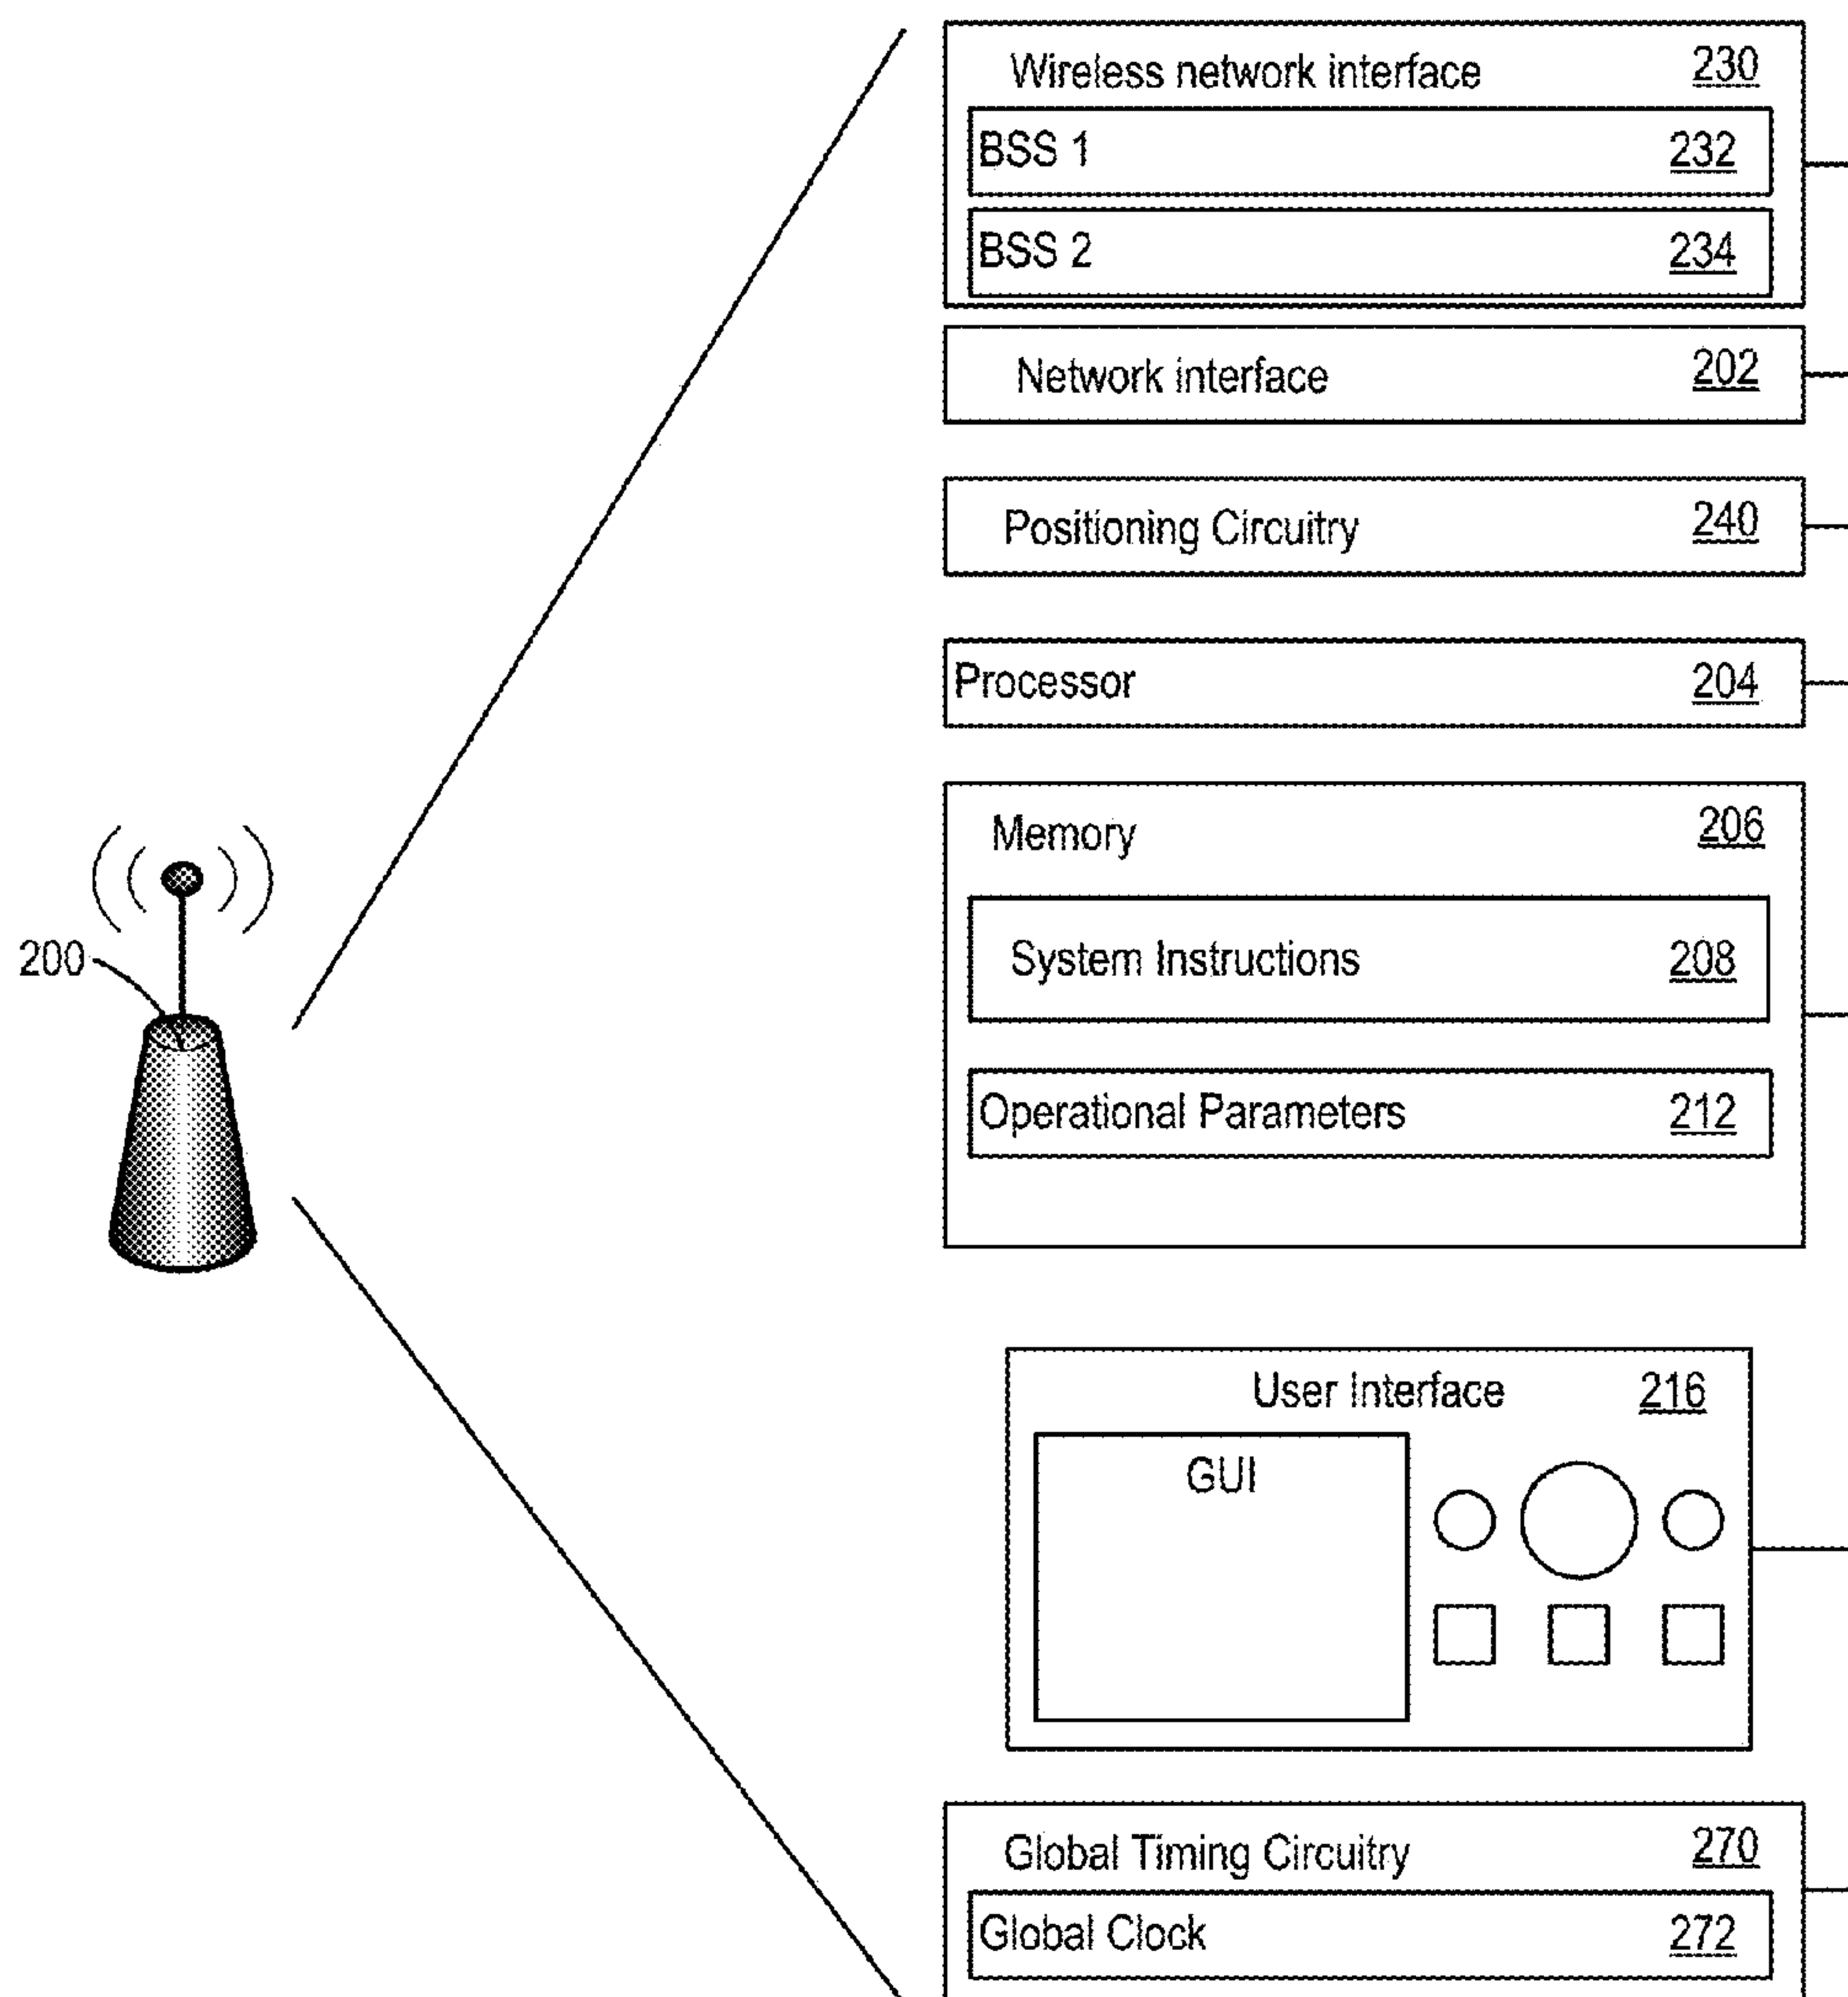 Wireless network interface 230
BSS 1 232
BSS 2 234
Network interface 202
Positioning Circuitry 240
Processor 204
Memory 206
System Instructions 208
200
Operational Parameters 212
User Interface 216
GUI
Global Timing Circuitry 270
Global Clock 272